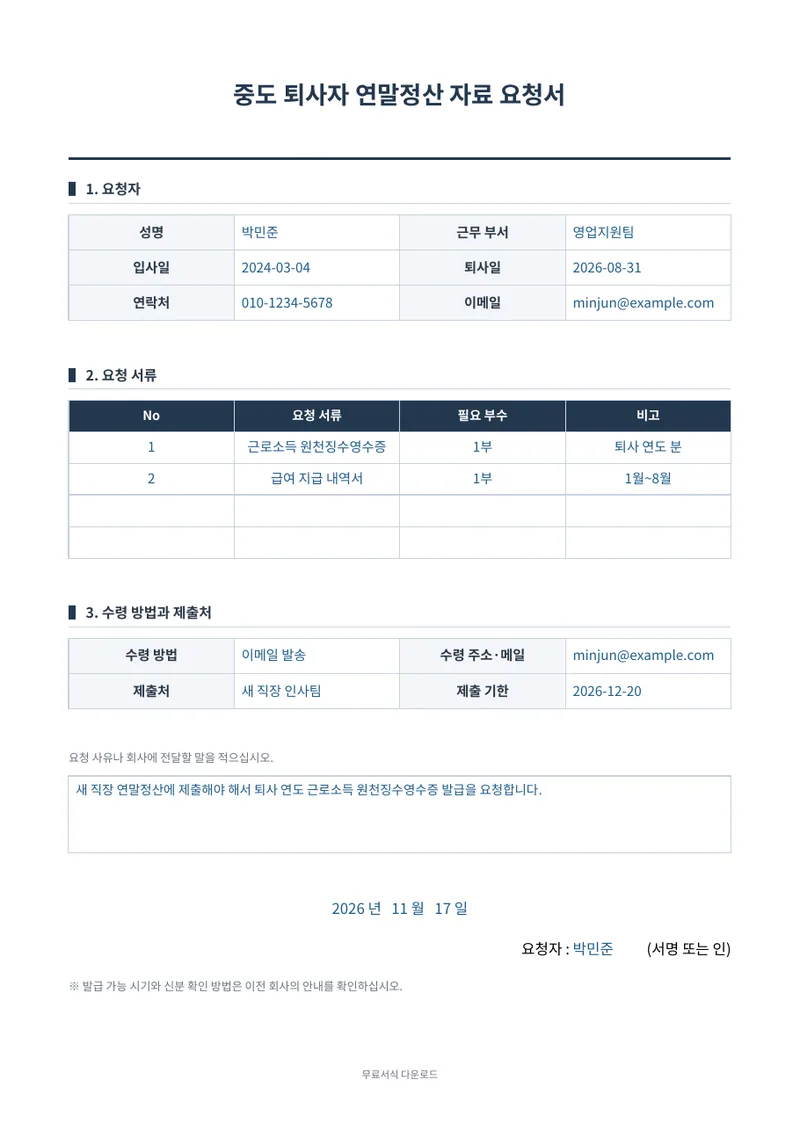 중도 퇴사자 연말정산 자료 요청서
1. 요청자
성명 박민준 근무 부서 영업지원팀
입사일 2024-03-04 퇴사일 2026-08-31
연락처 010-1234-5678 이메일 minjun@example.com
2. 요청 서류
No 요청 서류 필요 부수 비고
1 근로소득 원천징수영수증 1부 퇴사 연도 분
2 급여 지급 내역서 1부 1월~8월
3. 수령 방법과 제출처
수령 방법 이메일 발송 수령 주소·메일 minjun@example.com
제출처 새 직장 인사팀 제출 기한 2026-12-20
요청 사유나 회사에 전달할 말을 적으십시오.
새 직장 연말정산에 제출해야 해서 퇴사 연도 근로소득 원천징수영수증 발급을 요청합니다.
2026 년 11 월 17 일
요청자 : 박민준 (서명 또는 인)
※ 발급 가능 시기와 신분 확인 방법은 이전 회사의 안내를 확인하십시오.
무료서식 다운로드